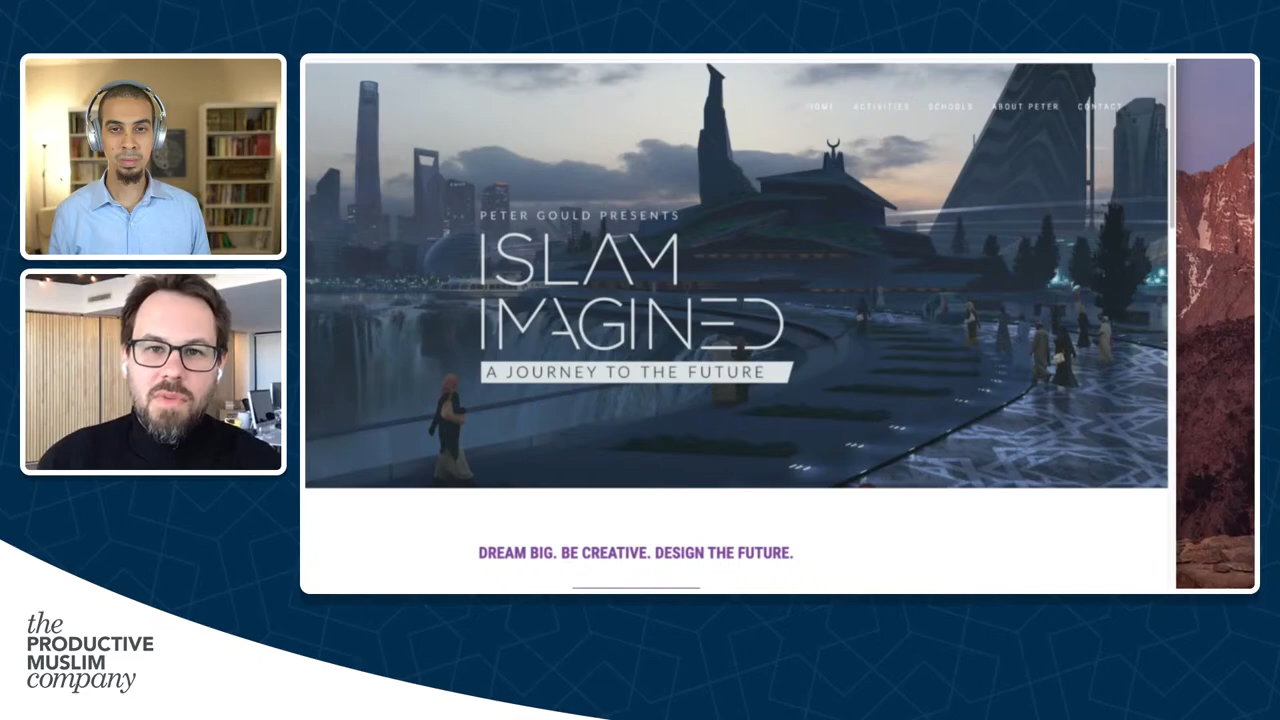 HOME ACTIVITIES SCHOOLS ABOUT PETER CONTACT
PETER GOULD PRESENTS
ISLAM
IMAGINED
A JOURNEY TO THE FUTURE
DREAM BIG. BE CREATIVE. DESIGN THE FUTURE.
the
PRODUCTIVE
MUSLIM
company